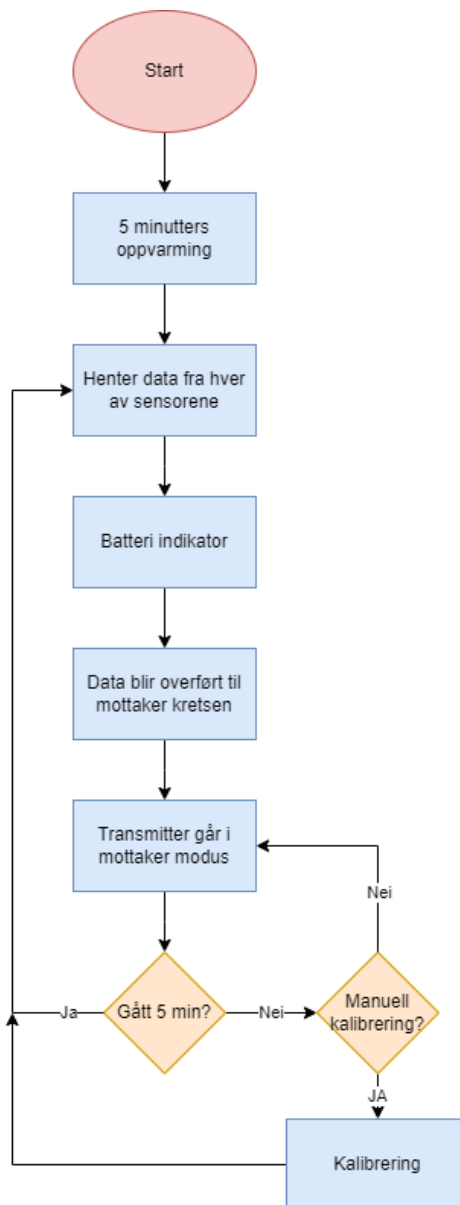 Start
5 minutters
oppvarming
Henter data fra hver
av sensorene
Batteri indikator
Data blir overført til
mottaker kretsen
Transmitter går i
mottaker modus
Nei
Ja
Gått 5 min?
Nei
Manuell
kalibrering?
JA
Kalibrering